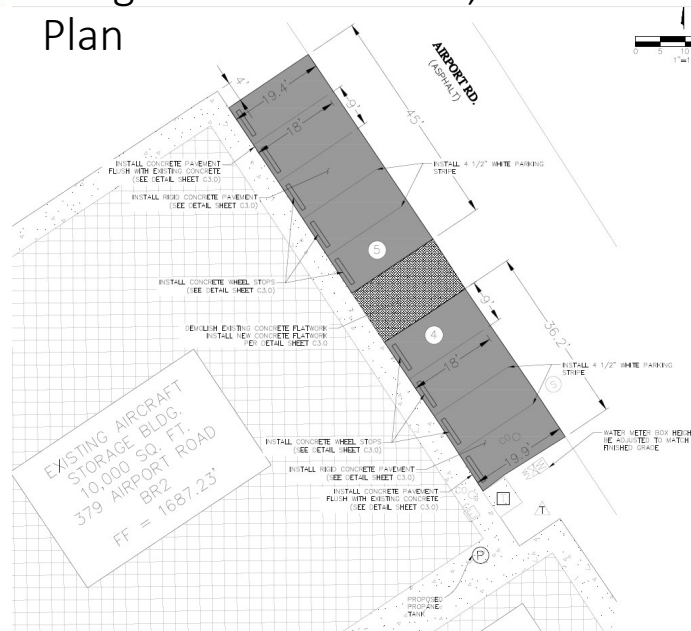 Plan
AIRPORT RD.
(ASPHALT)
0 5 10
1"=1
4'
19.4'
9'
18'
45'
INSTALL CONCRETE PAVEMENT
FLUSH WITH EXISTING CONCRETE
(SEE DETAIL SHEET C3.0)
INSTALL 4 1/2" WHITE PARKING
STRIPE
INSTALL RIGID CONCRETE PAVEMENT
(SEE DETAIL SHEET C3.0)
5
INSTALL CONCRETE WHEEL STOPS
(SEE DETAIL SHEET C3.0)
DEMOLISH EXISTING CONCRETE FLATWORK
INSTALL NEW CONCRETE FLATWORK
PER DETAIL SHEET C3.0
4
9'
36.2'
18'
INSTALL 4 1/2" WHITE PARKING
STRIPE
S
EXISTING AIRCRAFT
STORAGE BLDG.
10,000 SQ. FT.
379 AIRPORT ROAD
BR2
FF = 1687.23'
WATER METER BOX HEIGH
BE ADJUSTED TO MATCH
FINISHED GRADE
INSTALL CONCRETE WHEEL STOPS
(SEE DETAIL SHEET C3.0)
19.9'
INSTALL RIGID CONCRETE PAVEMENT
(SEE DETAIL SHEET C3.0)
INSTALL CONCRETE PAVEMENT
FLUSH WITH EXISTING CONCRETE
(SEE DETAIL SHEET C3.0)
T
P
PROPOSED
PROPANE
TANK